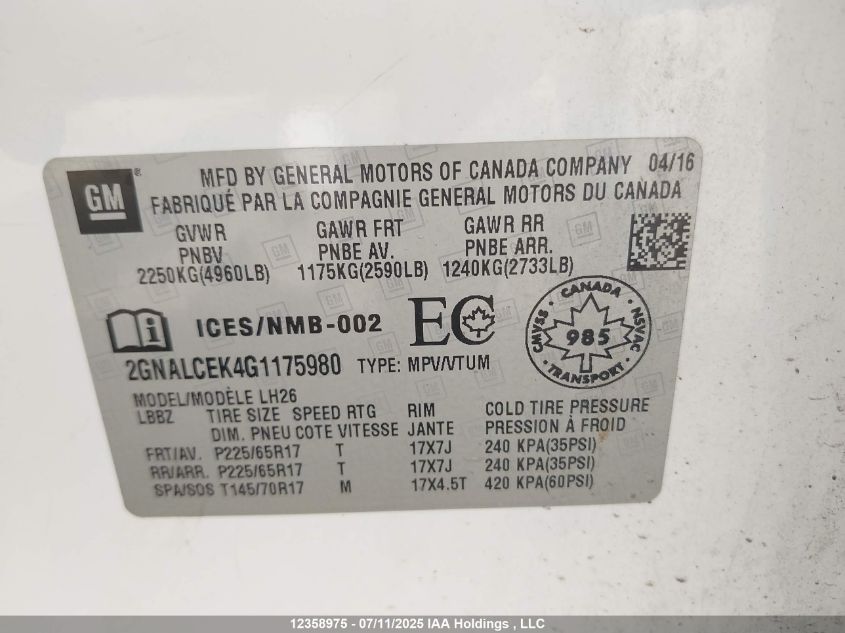 GM
MFD BY GENERAL MOTORS OF CANADA COMPANY 04/16
FABRIQUÉ PAR LA COMPAGNIE GENERAL MOTORS DU CANADA
GVWR GAWR FRT GAWR RR
PNBV PNBE AV. PNBE ARR.
2250KG(4960LB) 1175KG(2590LB) 1240KG(2733LB)
i ICES/NMB-002 EC
CANADA
CMVSS 985 NSVAC
TRANSPORT
2GNALCEK4G1175980 TYPE: MPV/VTUM
MODEL/MODÈLE LH26
LBBZ TIRE SIZE SPEED RTG RIM COLD TIRE PRESSURE
DIM. PNEU COTE VITESSE JANTE PRESSION À FROID
FRT/AV. P225/65R17 T 17X7J 240 KPA(35PSI)
RR/ARR. P225/65R17 T 17X7J 240 KPA(35PSI)
SPA/SOS T145/70R17 M 17X4.5T 420 KPA(60PSI)
12358975 - 07/11/2025 IAA Holdings , LLC